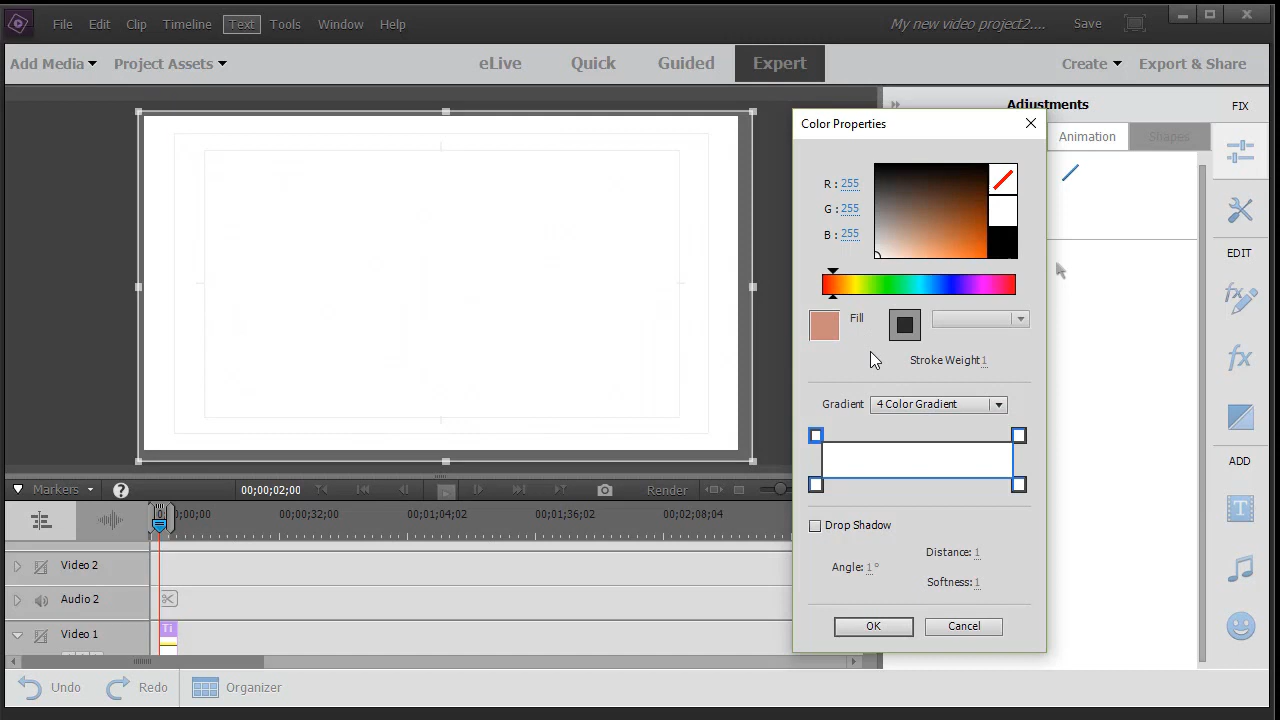 File Edit Clip Timeline Text Tools Window Help My new video project2.... Save
Add Media Project Assets eLive Quick Guided Expert Create Export & Share
Adjustments FIX
Color Properties
Animation Shapes
R : 255
G : 255
B : 255
EDIT
Fill
Stroke Weight 1
Gradient 4 Color Gradient
ADD
Markers 00;00;02;00 Render
00;00;32;00 00;01;04;02 00;01;36;02 00;02;08;04
Drop Shadow
Distance: 1
Angle: 1 °
Softness: 1
Video 2
Audio 2
Video 1 Ti
OK Cancel
Undo Redo Organizer